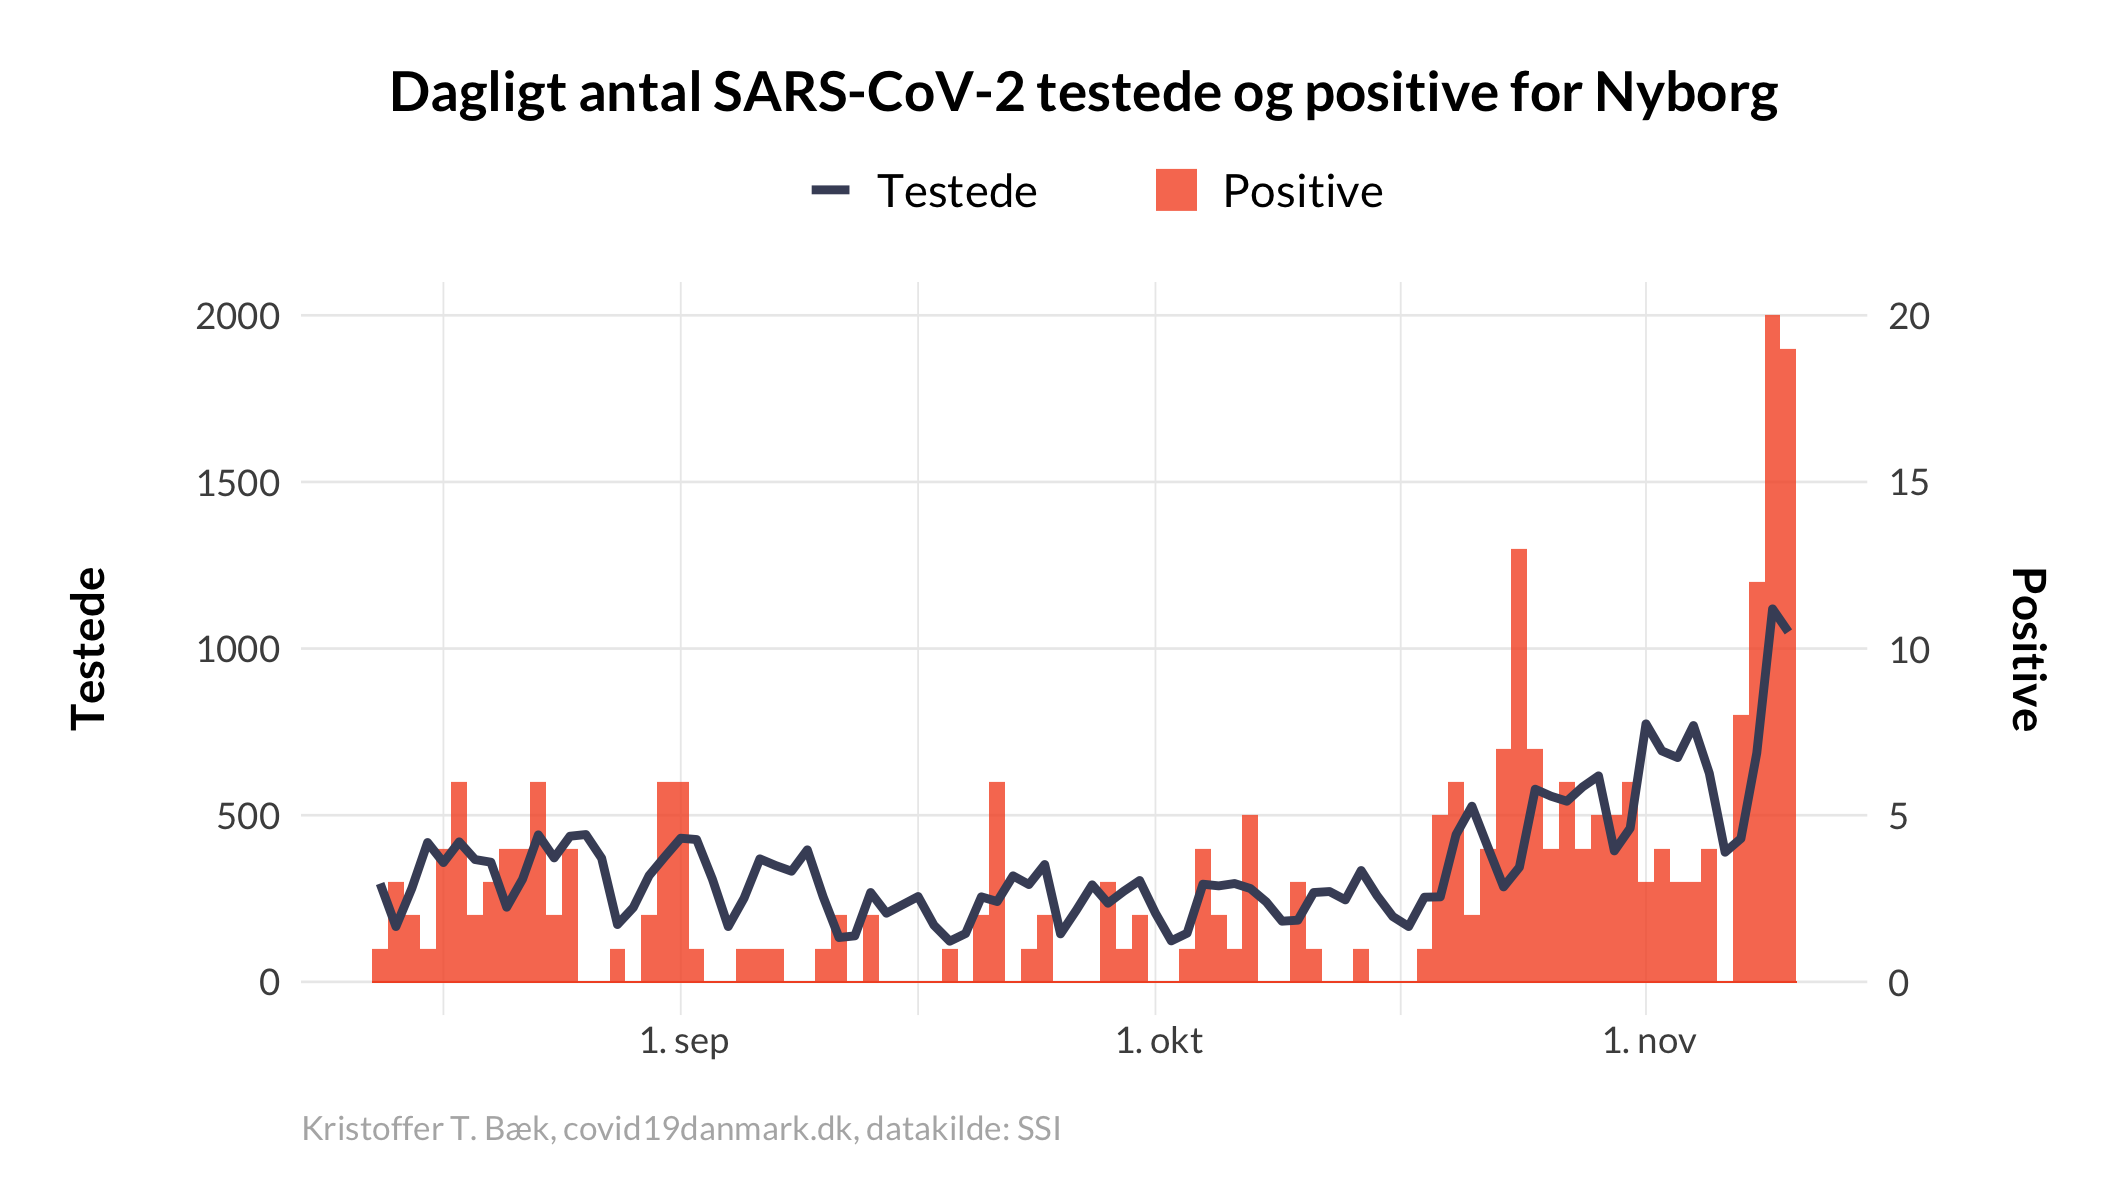 Dagligt antal SARS-CoV-2 testede og positive for Nyborg
Testede Positive
2000 20
1500 15
1000 10
500 5
0 0
Testede
Positive
1. sep 1. okt 1. nov
Kristoffer T. Bæk, covid19danmark.dk, datakilde: SSI